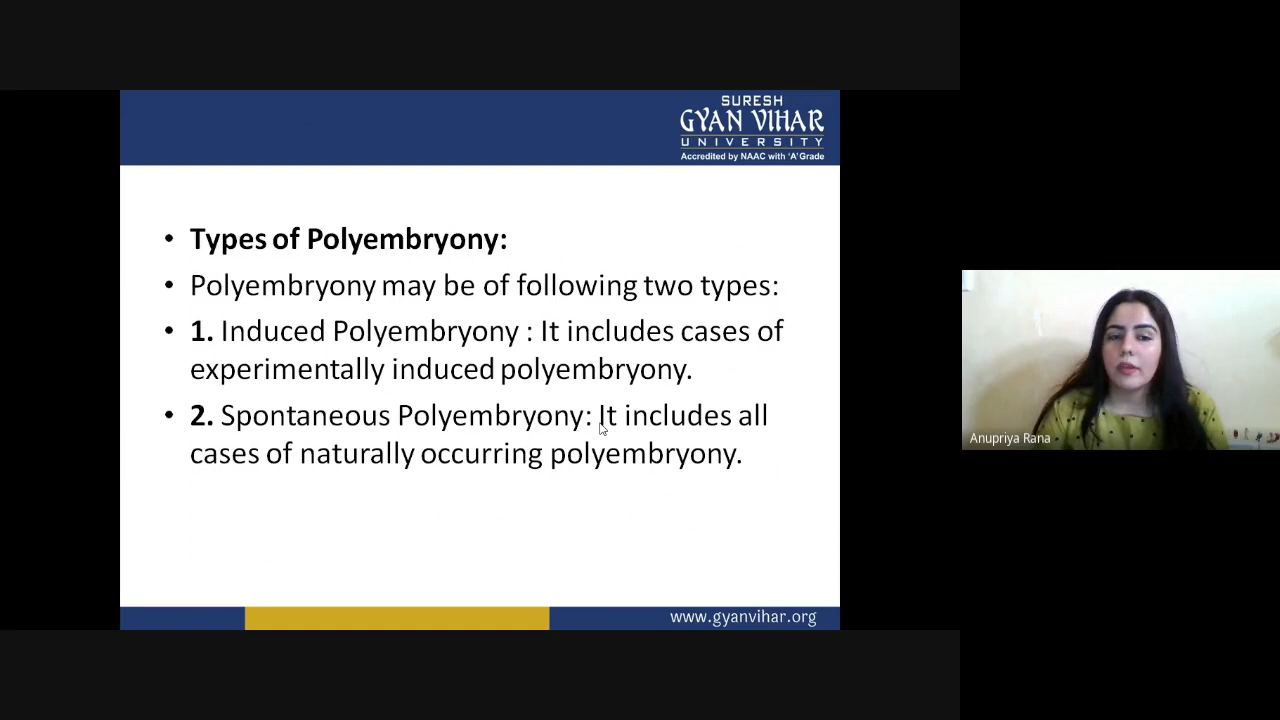 SURESH
GYAN VIHAR
UNIVERSITY
Accredited by NAAC with 'A' Grade
• Types of Polyembryony:
• Polyembryony may be of following two types:
• 1. Induced Polyembryony : It includes cases of
experimentally induced polyembryony.
• 2. Spontaneous Polyembryony: It includes all
cases of naturally occurring polyembryony.
www.gyanvihar.org
Anupriya Rana